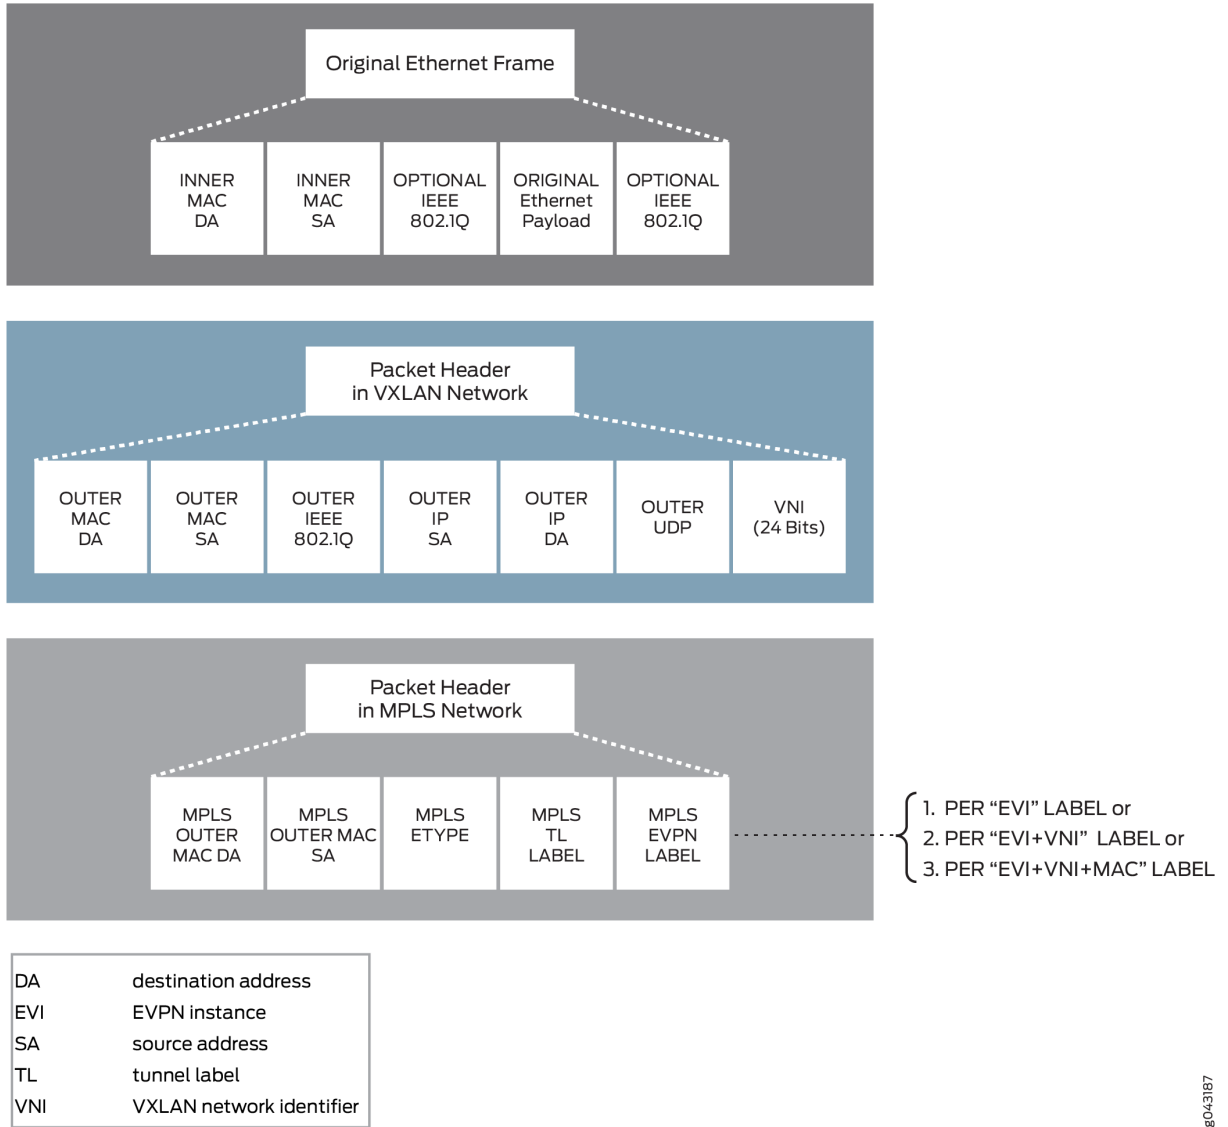 Original Ethernet Frame
INNER
MAC
DA
INNER
MAC
SA
OPTIONAL
IEEE
802.1Q
ORIGINAL
Ethernet
Payload
OPTIONAL
IEEE
802.1Q
Packet Header
in VXLAN Network
OUTER
MAC
DA
OUTER
MAC
SA
OUTER
IEEE
802.1Q
OUTER
IP
SA
OUTER
IP
DA
OUTER
UDP
VNI
(24 Bits)
Packet Header
in MPLS Network
MPLS
OUTER
MAC DA
MPLS
OUTER MAC
SA
MPLS
ETYPE
MPLS
TL
LABEL
MPLS
EVPN
LABEL
1. PER “EVI” LABEL or
2. PER “EVI+VNI” LABEL or
3. PER “EVI+VNI+MAC” LABEL
DA destination address
EVI EVPN instance
SA source address
TL tunnel label
VNI VXLAN network identifier
g043187